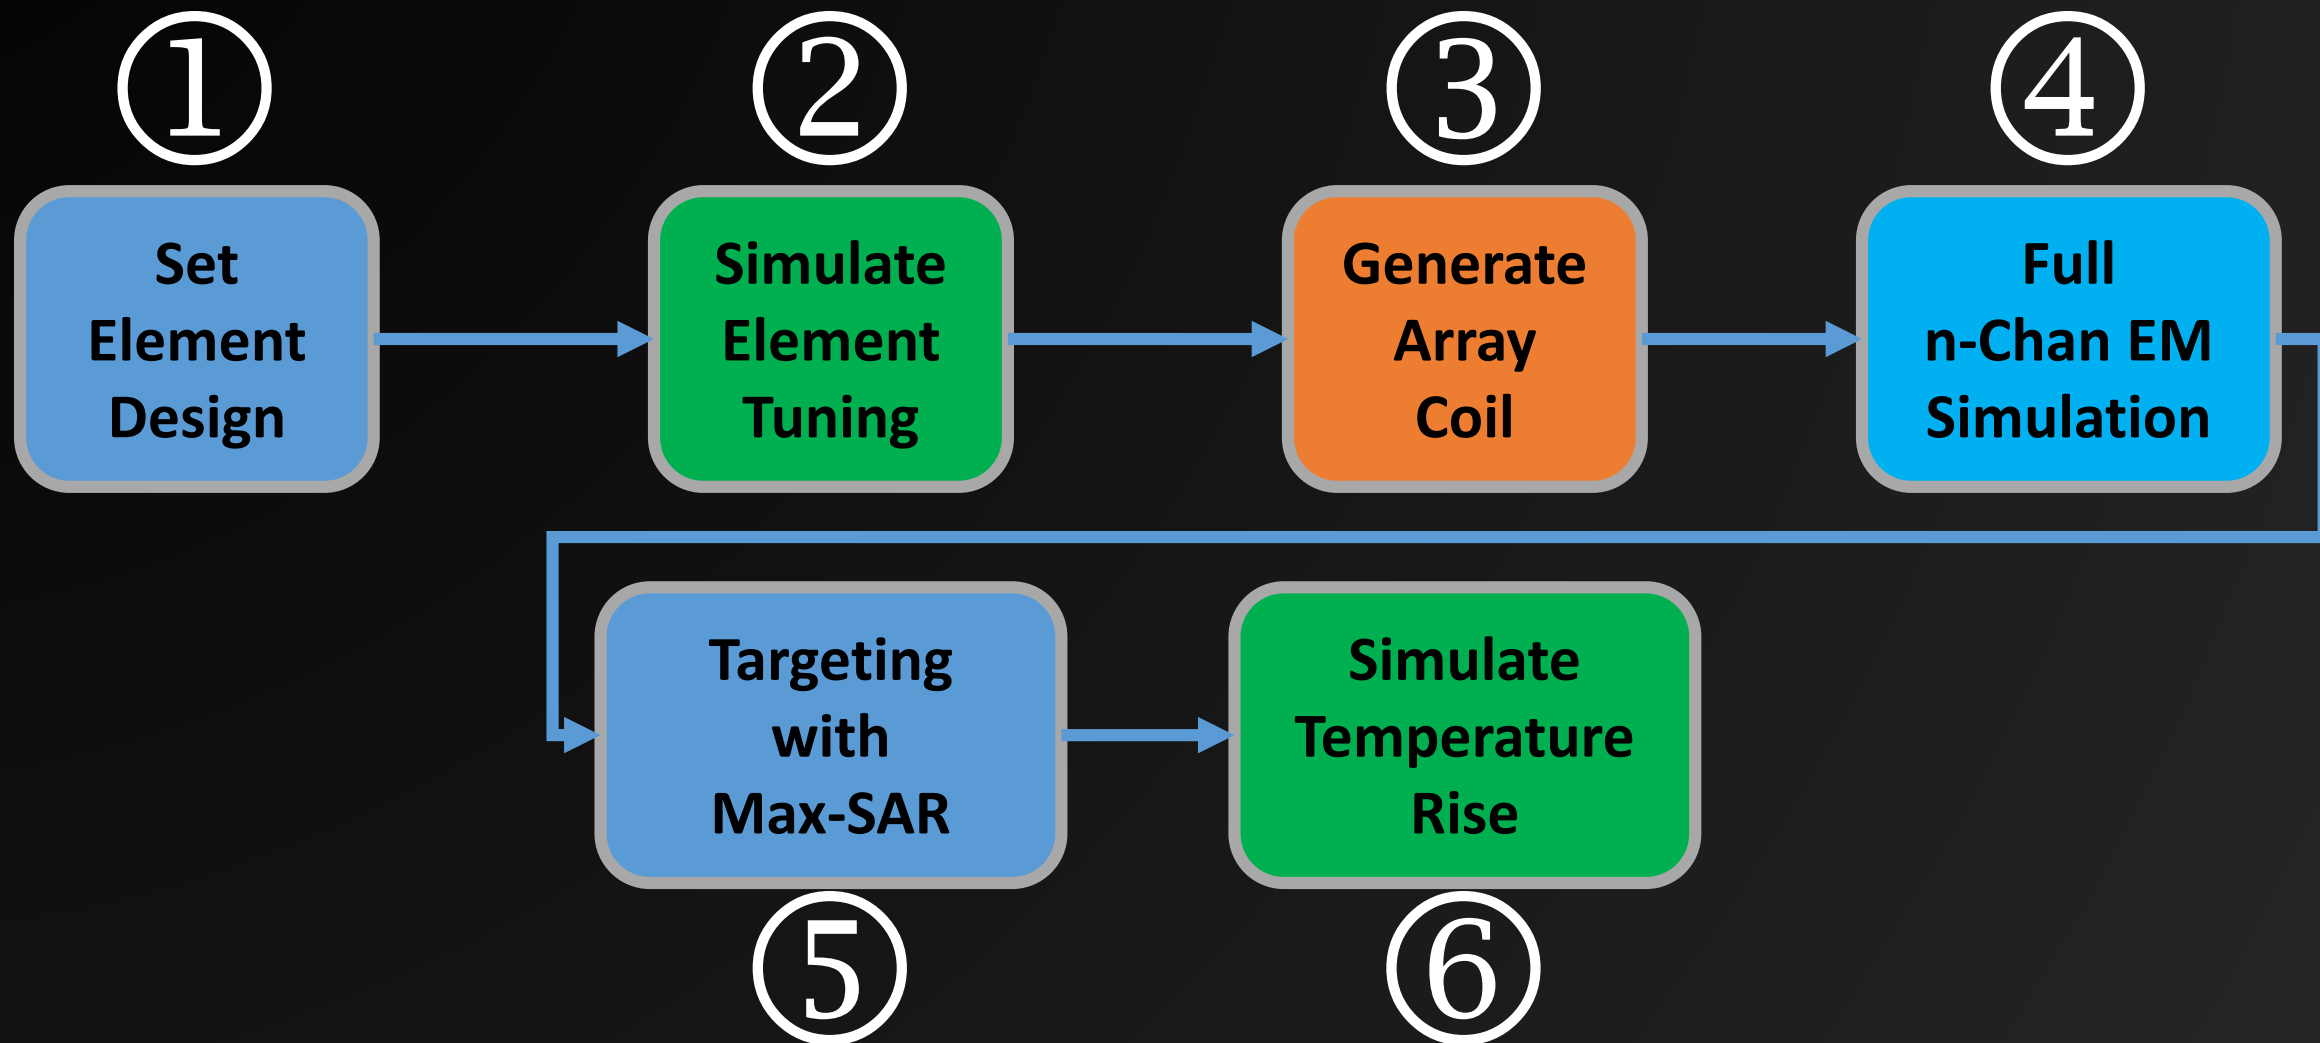 ①
②
③
④
Set
Element
Design
Simulate
Element
Tuning
Generate
Array
Coil
Full
n-Chan EM
Simulation
Targeting
with
Max-SAR
Simulate
Temperature
Rise
⑤
⑥